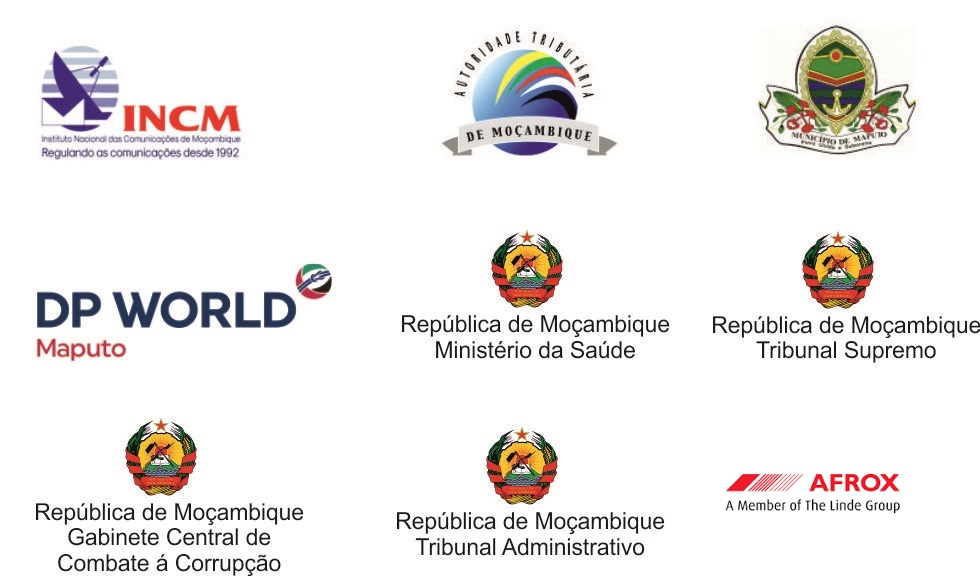 INCM
Instituto Nacional das Comunicações de Moçambique
Regulando as comunicações desde 1992
AUTORIDADE TRIBUTÁRIA
DE MOÇAMBIQUE
MUNICÍPIO DE MAPUTO
DP WORLD
Maputo
República de Moçambique
Ministério da Saúde
República de Moçambique
Tribunal Supremo
República de Moçambique
Gabinete Central de
Combate á Corrupção
República de Moçambique
Tribunal Administrativo
AFROX
A Member of The Linde Group